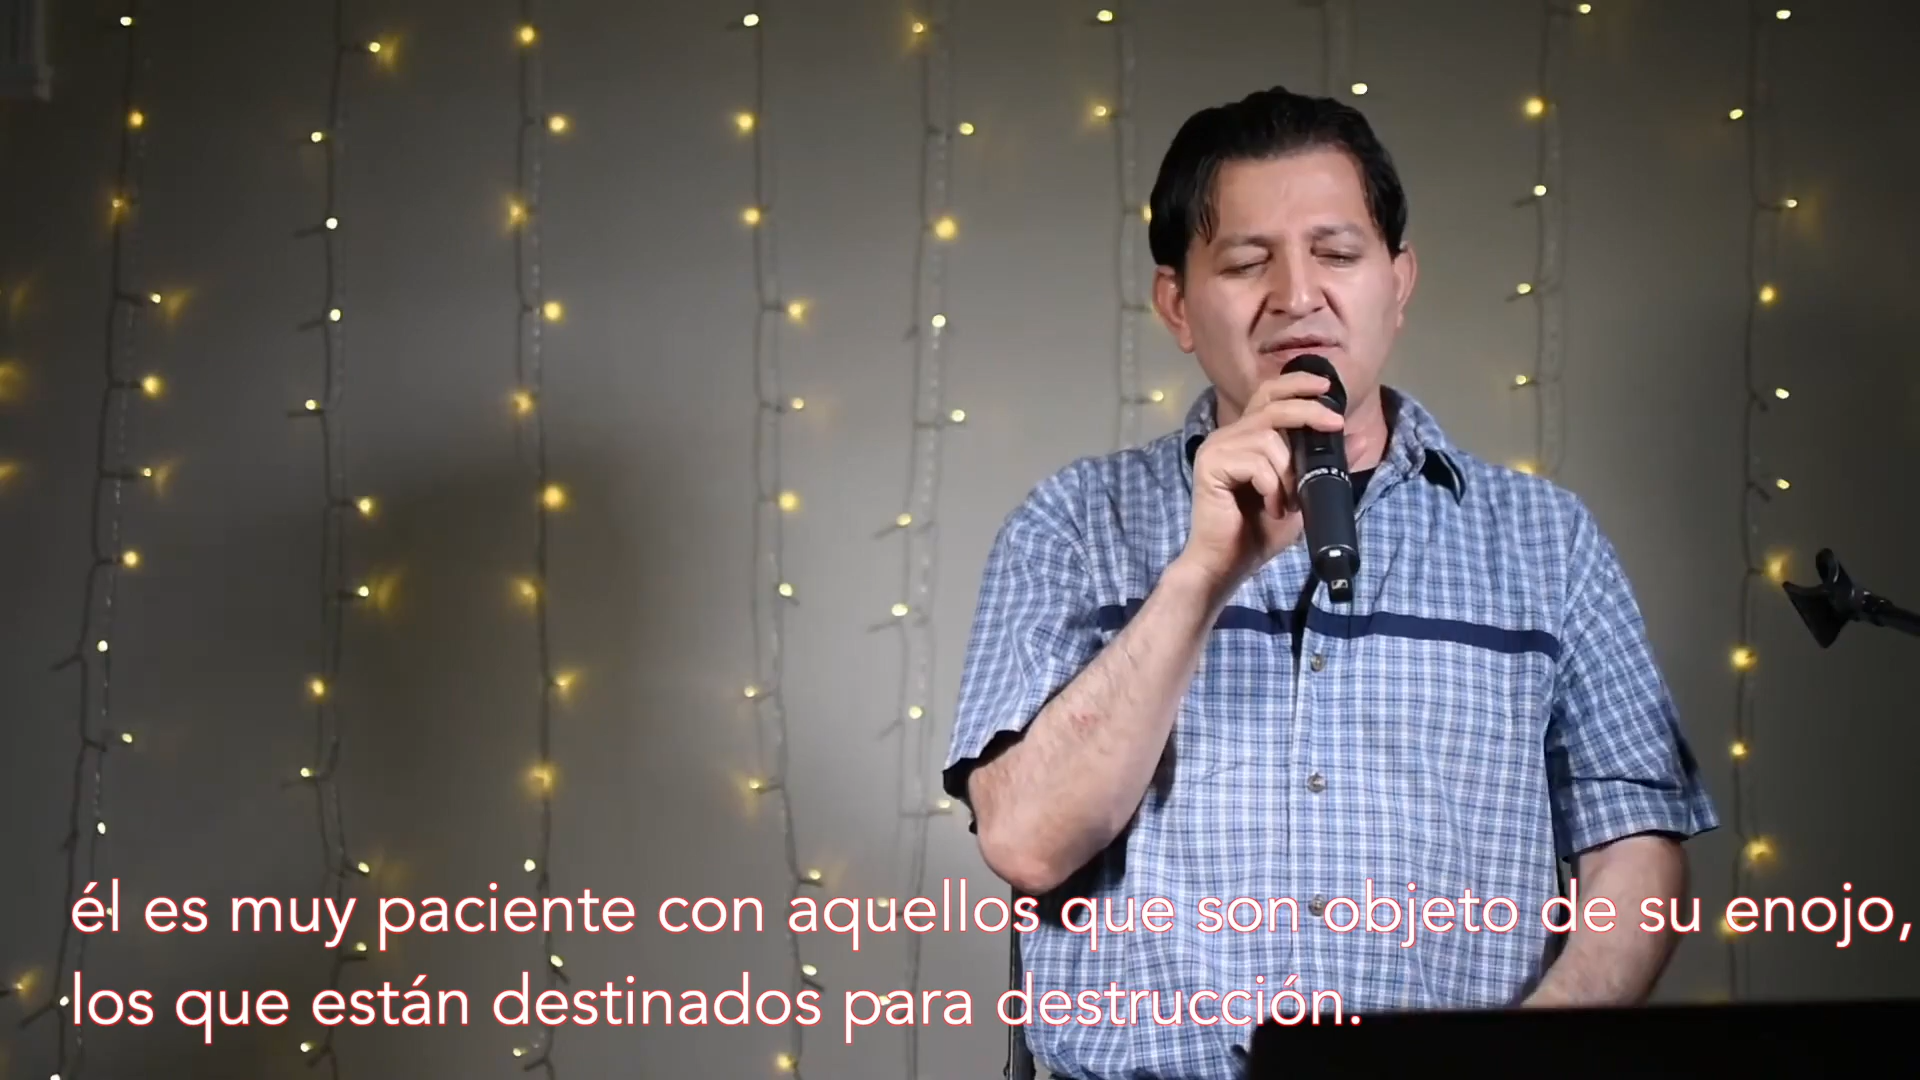 él es muy paciente con aquellos que son objeto de su enojo,
los que están destinados para destrucción.